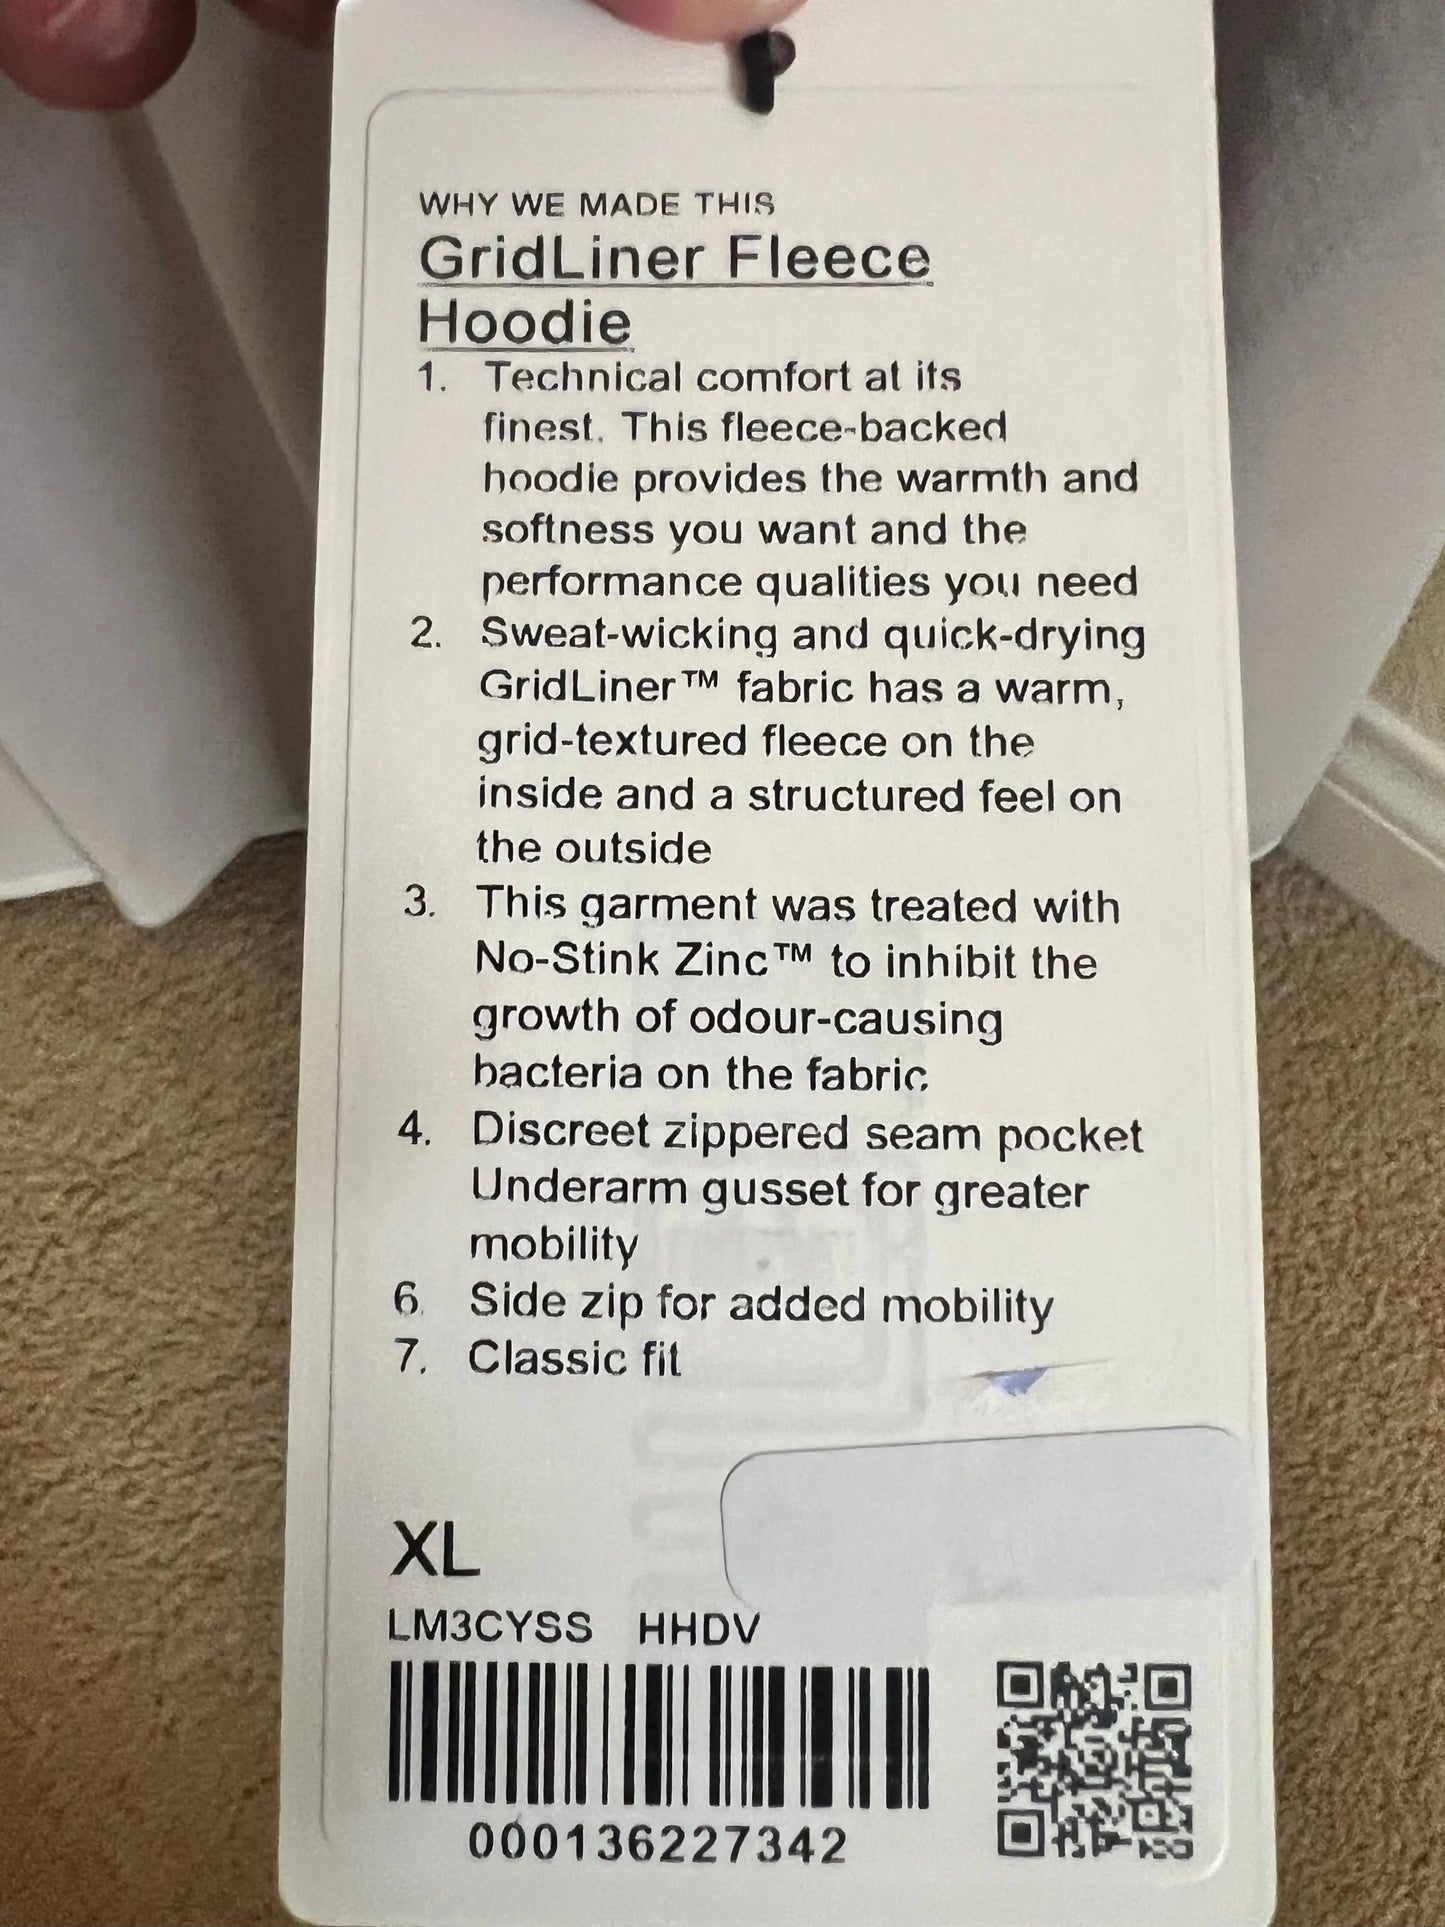 WHY WE MADE THIS
GridLiner Fleece
Hoodie
1. Technical comfort at its
finest. This fleece-backed
hoodie provides the warmth and
softness you want and the
performance qualities you need
2. Sweat-wicking and quick-drying
GridLiner™ fabric has a warm,
grid-textured fleece on the
inside and a structured feel on
the outside
3. This garment was treated with
No-Stink Zinc™ to inhibit the
growth of odour-causing
bacteria on the fabric
4. Discreet zippered seam pocket
Underarm gusset for greater
mobility
6. Side zip for added mobility
7. Classic fit
XL
LM3CYSS HHDV
000136227342